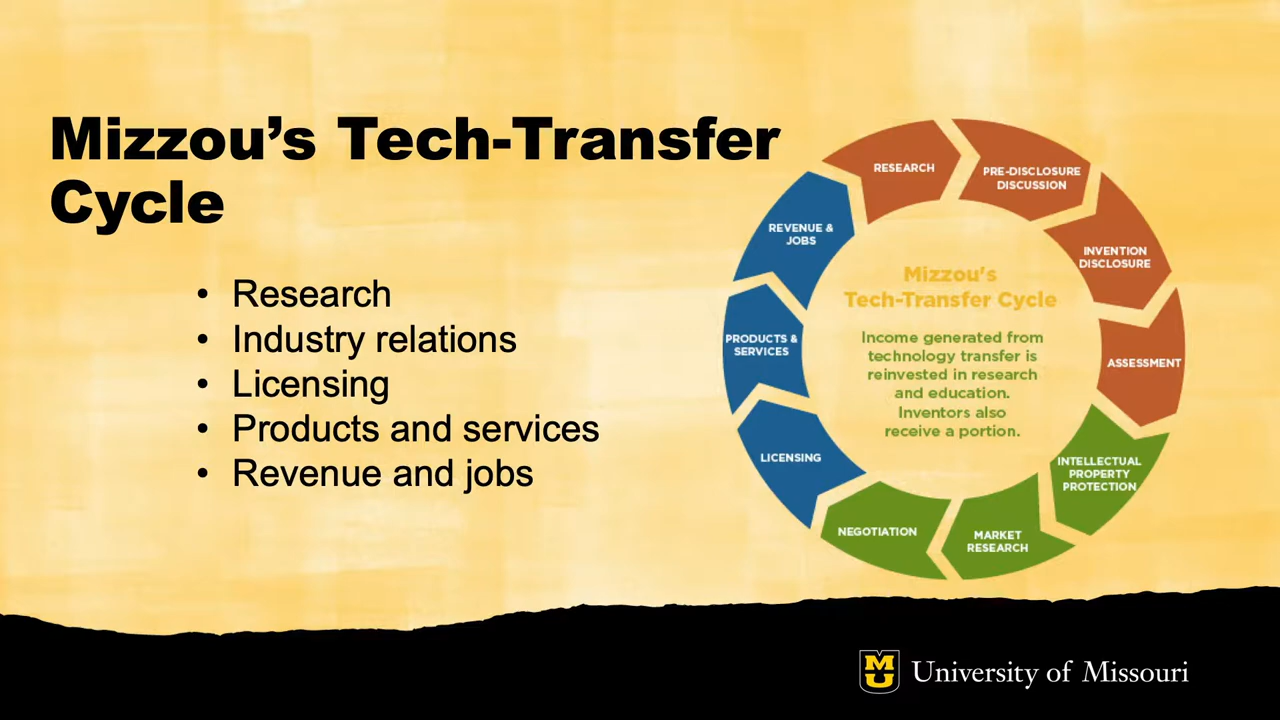 Mizzou’s Tech-Transfer
Cycle
• Research
• Industry relations
• Licensing
• Products and services
• Revenue and jobs
RESEARCH
PRE-DISCLOSURE
DISCUSSION
INVENTION
DISCLOSURE
ASSESSMENT
INTELLECTUAL
PROPERTY
PROTECTION
MARKET
RESEARCH
NEGOTIATION
LICENSING
PRODUCTS &
SERVICES
REVENUE &
JOBS
Mizzou's
Tech-Transfer Cycle
Income generated from
technology transfer is
reinvested in research
and education.
Inventors also
receive a portion.
MU
University of Missouri